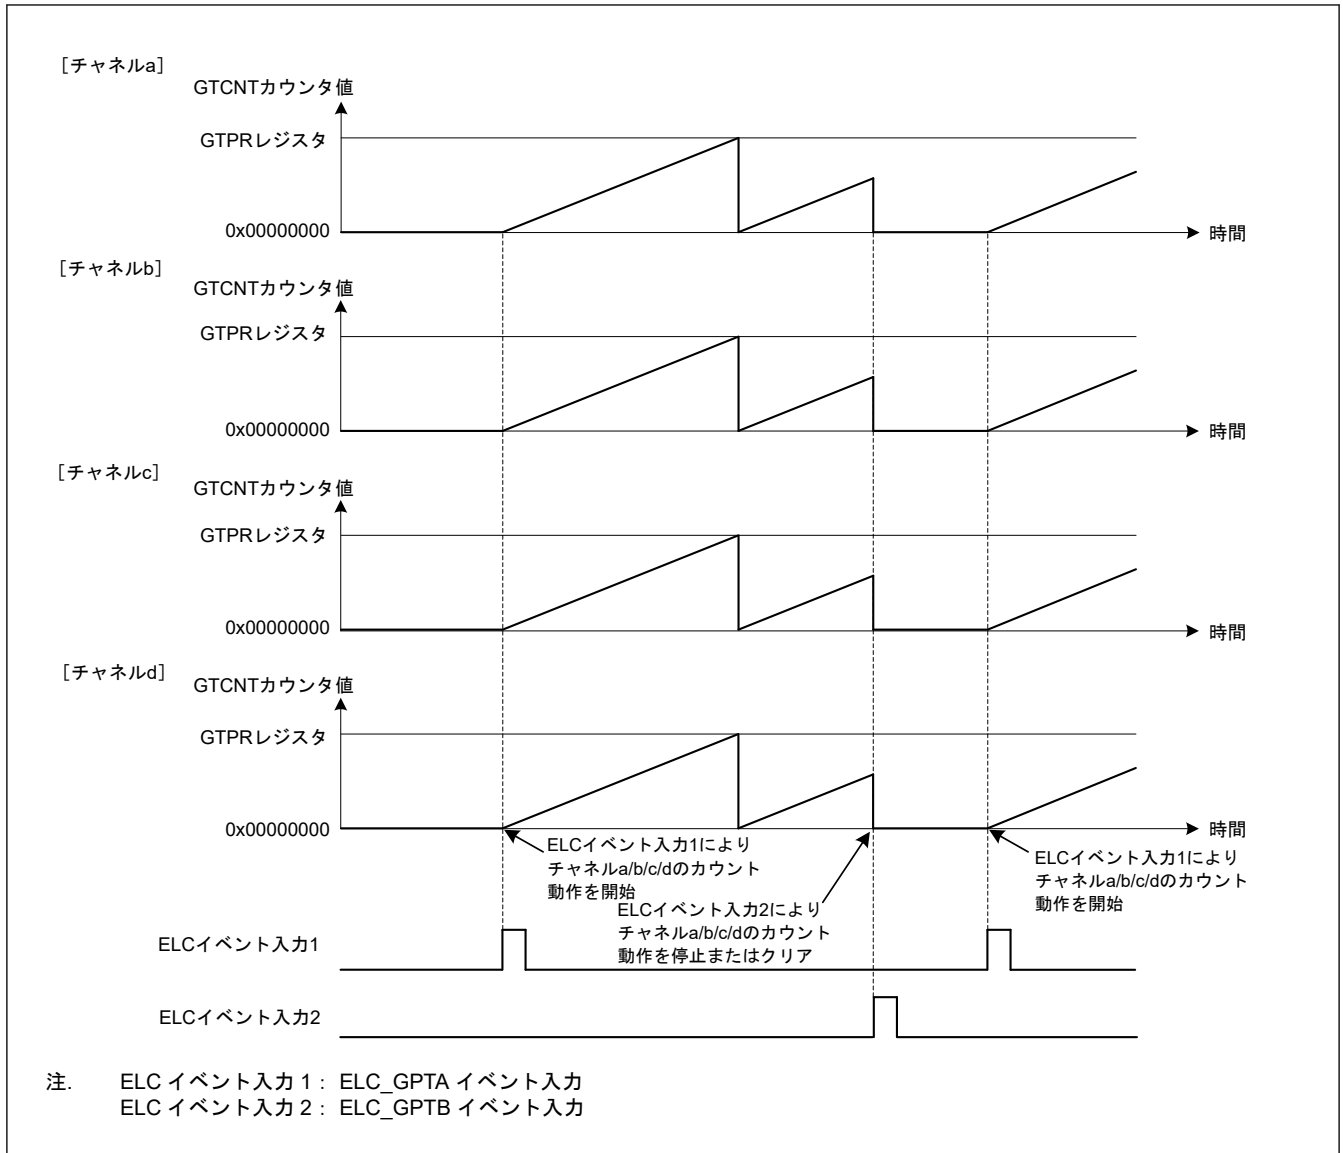 ［チャネルa］
GTCNTカウンタ値
GTPRレジスタ
0x00000000
時間
［チャネルb］
GTCNTカウンタ値
GTPRレジスタ
0x00000000
時間
［チャネルc］
GTCNTカウンタ値
GTPRレジスタ
0x00000000
時間
［チャネルd］
GTCNTカウンタ値
GTPRレジスタ
0x00000000
時間
ELCイベント入力1により
チャネルa/b/c/dのカウント
動作を開始
ELCイベント入力2により
チャネルa/b/c/dのカウント
動作を停止またはクリア
ELCイベント入力1により
チャネルa/b/c/dのカウント
動作を開始
ELCイベント入力1
ELCイベント入力2
注. ELC イベント入力 1 : ELC_GPTA イベント入力
ELC イベント入力 2 : ELC_GPTB イベント入力